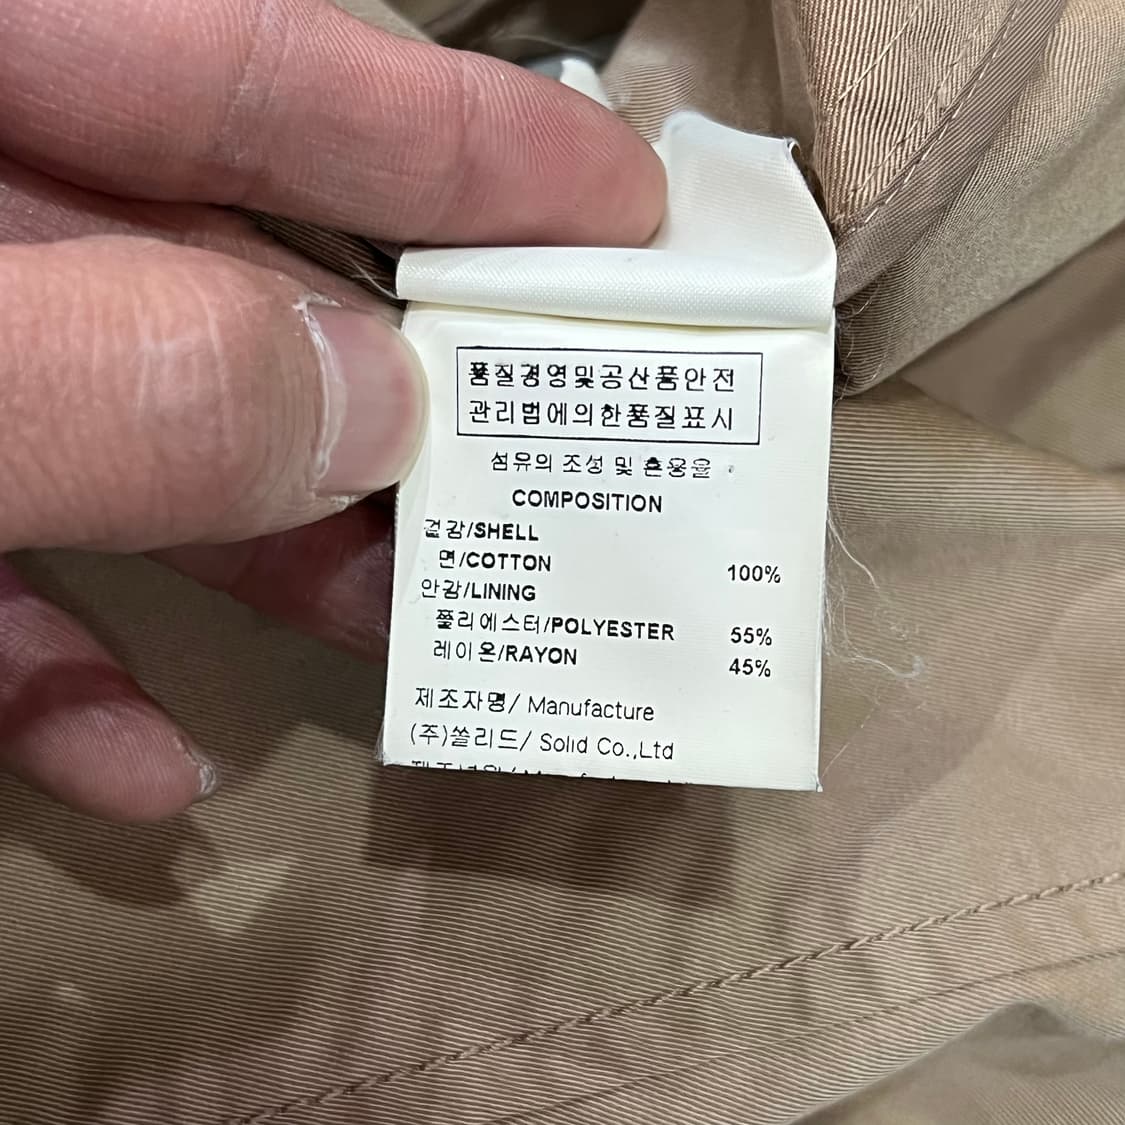 품질경영및공산품안전
관리법에의한품질표시
섬유의 조성 및 혼용율
COMPOSITION
겉감/SHELL
면/COTTON 100%
안감/LINING
폴리에스터/POLYESTER 55%
레이온/RAYON 45%
제조자명/ Manufacture
(주)쏠리드/ Solid Co.,Ltd